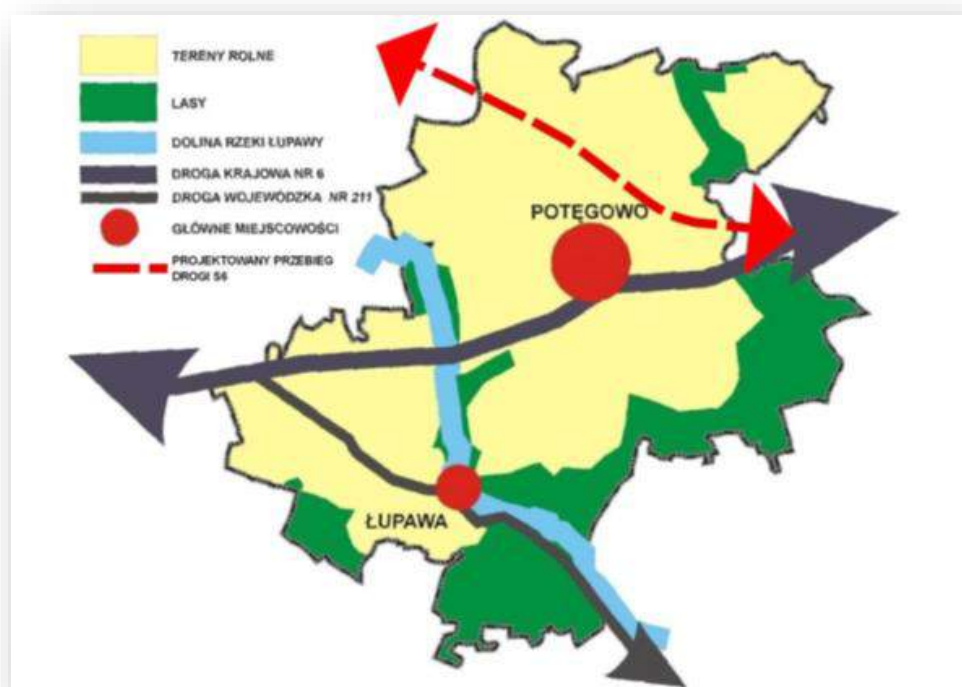 TERENY ROLNE
LASY
DOLINA RZEKI ŁUPAWY
DROGA KRAJOWA NR 6
DROGA WOJEWÓDZKA NR 211
GŁÓWNE MIEJSCOWOŚCI
PROJEKTOWANY PRZEBIEG
DROGI S6
POTĘGOWO
ŁUPAWA